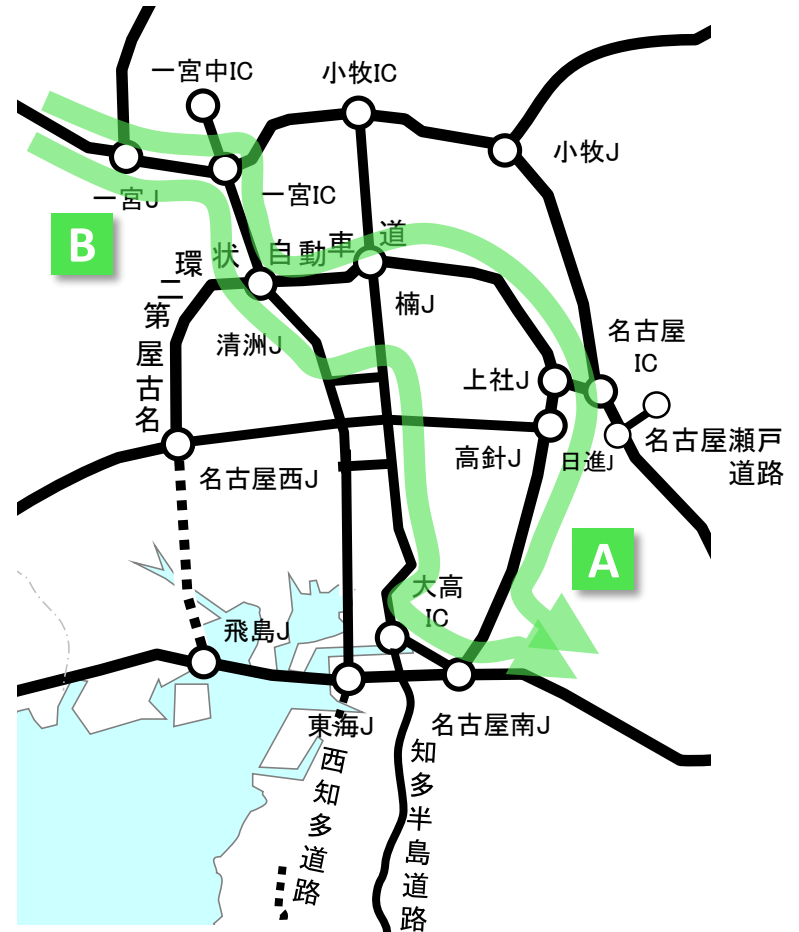 一宮中IC
小牧IC
小牧J
一宮J
一宮IC
B
名古屋第二環状自動車道
楠J
清洲J
名古屋
IC
上社J
高針J
日進J
名古屋瀬戸
道路
名古屋西J
A
大高
IC
飛島J
東海J
名古屋南J
西知多道路
知多半島道路